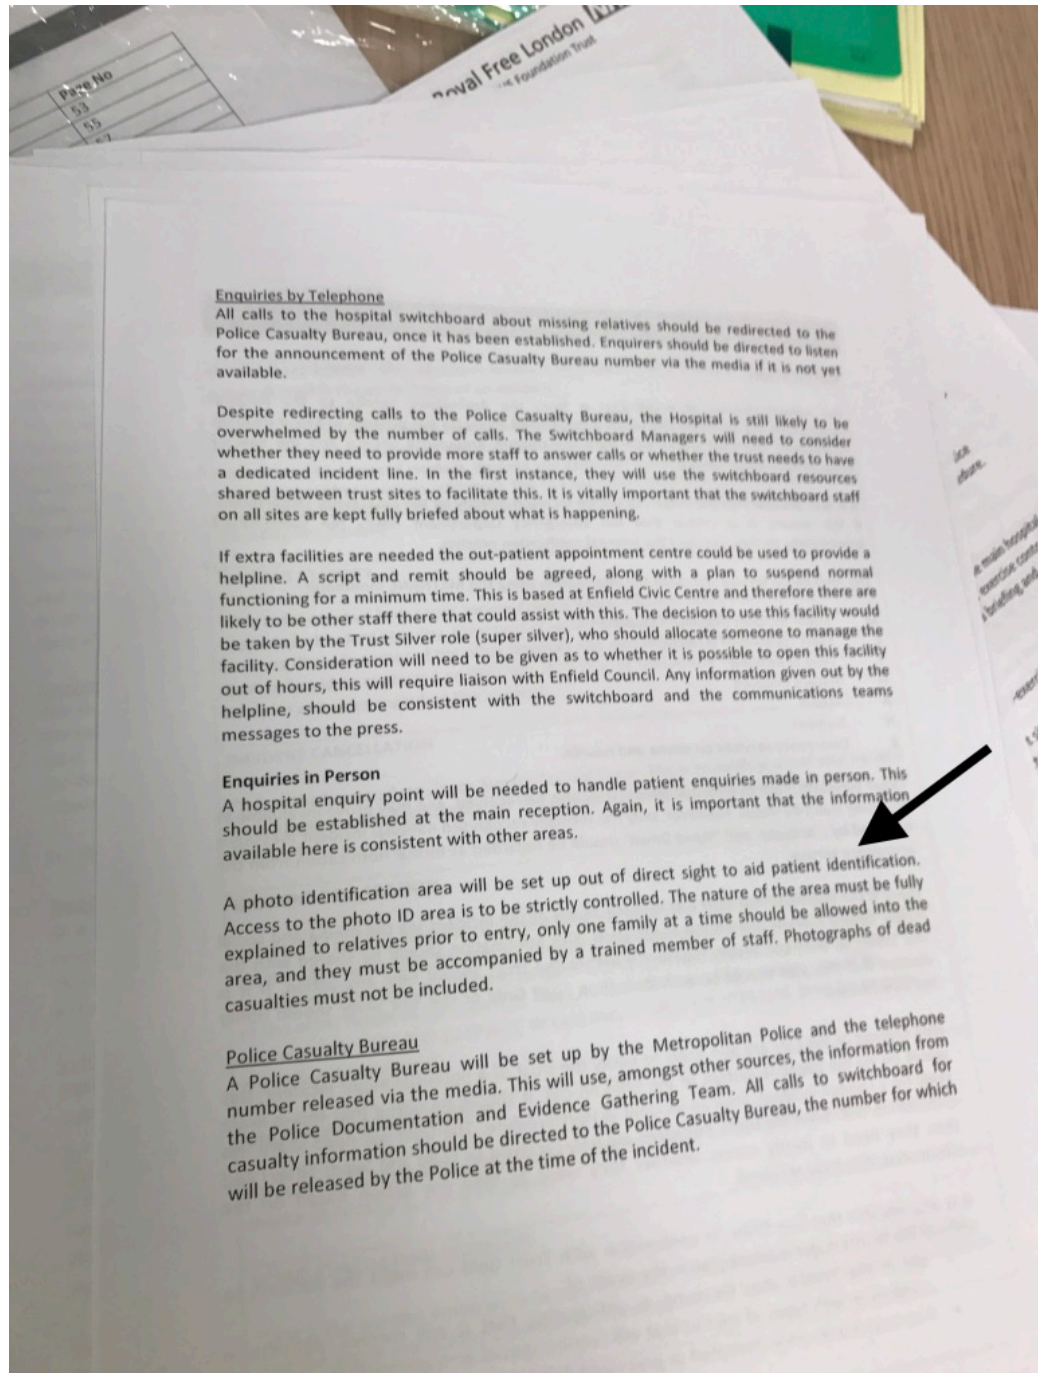 Page No
53
55
57
Royal Free London
Foundation Trust
Enquiries by Telephone
All calls to the hospital switchboard about missing relatives should be redirected to the
Police Casualty Bureau, once it has been established. Enquirers should be directed to listen
for the announcement of the Police Casualty Bureau number via the media if it is not yet
available.
Despite redirecting calls to the Police Casualty Bureau, the Hospital is still likely to be
overwhelmed by the number of calls. The Switchboard Managers will need to consider
whether they need to provide more staff to answer calls or whether the trust needs to have
a dedicated incident line. In the first instance, they will use the switchboard resources
shared between trust sites to facilitate this. It is vitally important that the switchboard staff
on all sites are kept fully briefed about what is happening.
If extra facilities are needed the out-patient appointment centre could be used to provide a
helpline. A script and remit should be agreed, along with a plan to suspend normal
functioning for a minimum time. This is based at Enfield Civic Centre and therefore there are
likely to be other staff there that could assist with this. The decision to use this facility would
be taken by the Trust Silver role (super silver), who should allocate someone to manage the
facility. Consideration will need to be given as to whether it is possible to open this facility
out of hours, this will require liaison with Enfield Council. Any information given out by the
helpline, should be consistent with the switchboard and the communications teams
messages to the press.
Enquiries in Person
A hospital enquiry point will be needed to handle patient enquiries made in person. This
should be established at the main reception. Again, it is important that the information
available here is consistent with other areas.
A photo identification area will be set up out of direct sight to aid patient identification.
Access to the photo ID area is to be strictly controlled. The nature of the area must be fully
explained to relatives prior to entry, only one family at a time should be allowed into the
area, and they must be accompanied by a trained member of staff. Photographs of dead
casualties must not be included.
Police Casualty Bureau
A Police Casualty Bureau will be set up by the Metropolitan Police and the telephone
number released via the media. This will use, amongst other sources, the information from
the Police Documentation and Evidence Gathering Team. All calls to switchboard for
casualty information should be directed to the Police Casualty Bureau, the number for which
will be released by the Police at the time of the incident.
main hospital
exercise
briefing and